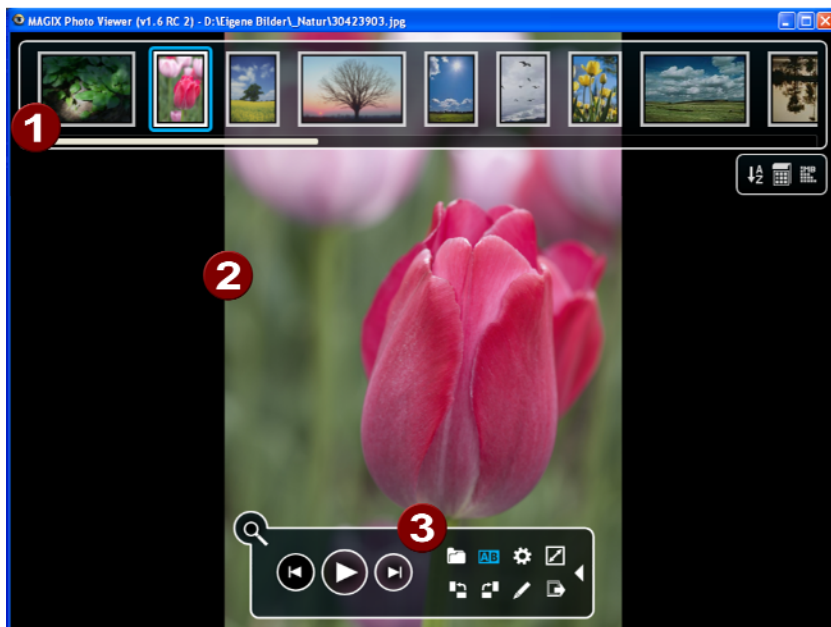 MAGIX Photo Viewer (v1.6 RC 2) - D:\Eigene Bilder\_Natur\30423903.jpg
1
A
Z
2
3
AB